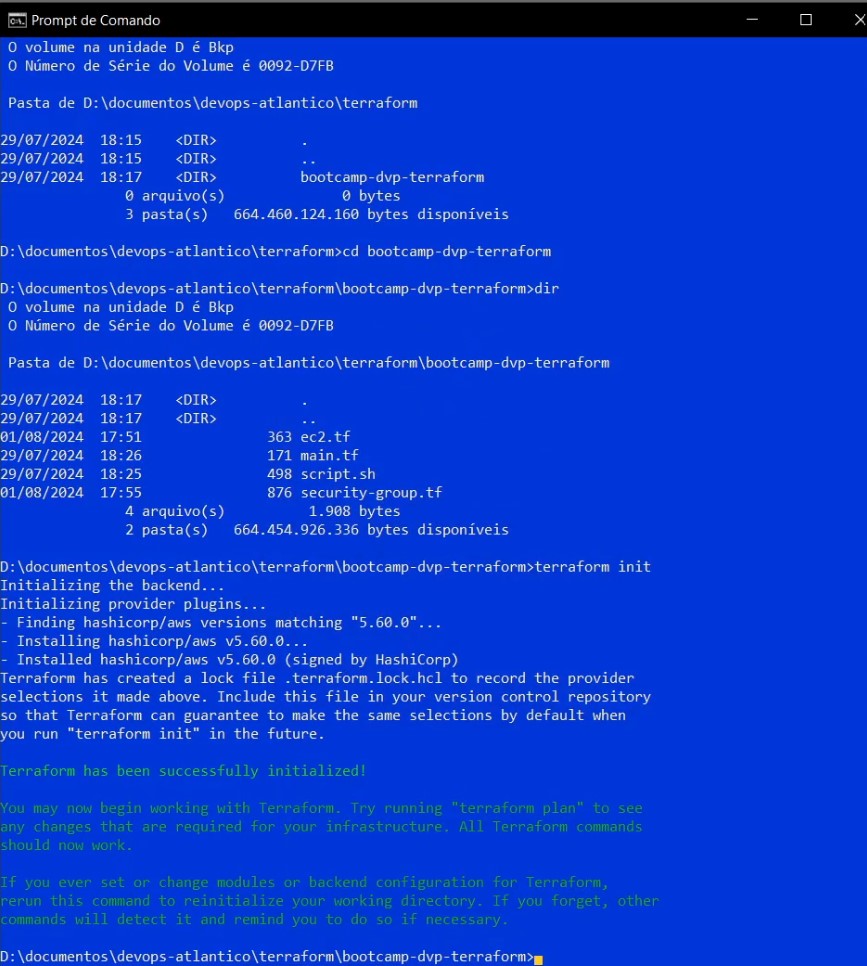 Prompt de Comando
O volume na unidade D é Bkp
O Número de Série do Volume é 0092-D7FB
Pasta de D:\documentos\devops-atlantico\terraform
29/07/2024  18:15    <DIR>          .
29/07/2024  18:15    <DIR>          ..
29/07/2024  18:17    <DIR>          bootcamp-dvp-terraform
0 arquivo(s)              0 bytes
3 pasta(s)   664.460.124.160 bytes disponíveis
D:\documentos\devops-atlantico\terraform>cd bootcamp-dvp-terraform
D:\documentos\devops-atlantico\terraform\bootcamp-dvp-terraform>dir
O volume na unidade D é Bkp
O Número de Série do Volume é 0092-D7FB
Pasta de D:\documentos\devops-atlantico\terraform\bootcamp-dvp-terraform
29/07/2024  18:17    <DIR>          .
29/07/2024  18:17    <DIR>          ..
01/08/2024  17:51               363 ec2.tf
29/07/2024  18:26               171 main.tf
29/07/2024  18:25               498 script.sh
01/08/2024  17:55               876 security-group.tf
4 arquivo(s)          1.908 bytes
2 pasta(s)   664.454.926.336 bytes disponíveis
D:\documentos\devops-atlantico\terraform\bootcamp-dvp-terraform>terraform init
Initializing the backend...
Initializing provider plugins...
- Finding hashicorp/aws versions matching "5.60.0"...
- Installing hashicorp/aws v5.60.0...
- Installed hashicorp/aws v5.60.0 (signed by HashiCorp)
Terraform has created a lock file .terraform.lock.hcl to record the provider
selections it made above. Include this file in your version control repository
so that Terraform can guarantee to make the same selections by default when
you run "terraform init" in the future.
Terraform has been successfully initialized!
You may now begin working with Terraform. Try running "terraform plan" to see
any changes that are required for your infrastructure. All Terraform commands
should now work.
If you ever set or change modules or backend configuration for Terraform,
rerun this command to reinitialize your working directory. If you forget, other
commands will detect it and remind you to do so if necessary.
D:\documentos\devops-atlantico\terraform\bootcamp-dvp-terraform>